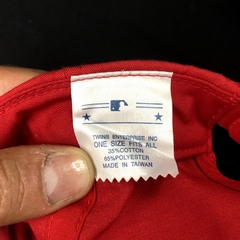 TWINS ENTERPRISE INC
ONE SIZE FITS ALL
35%COTTON
65%POLYESTER
MADE IN TAIWAN